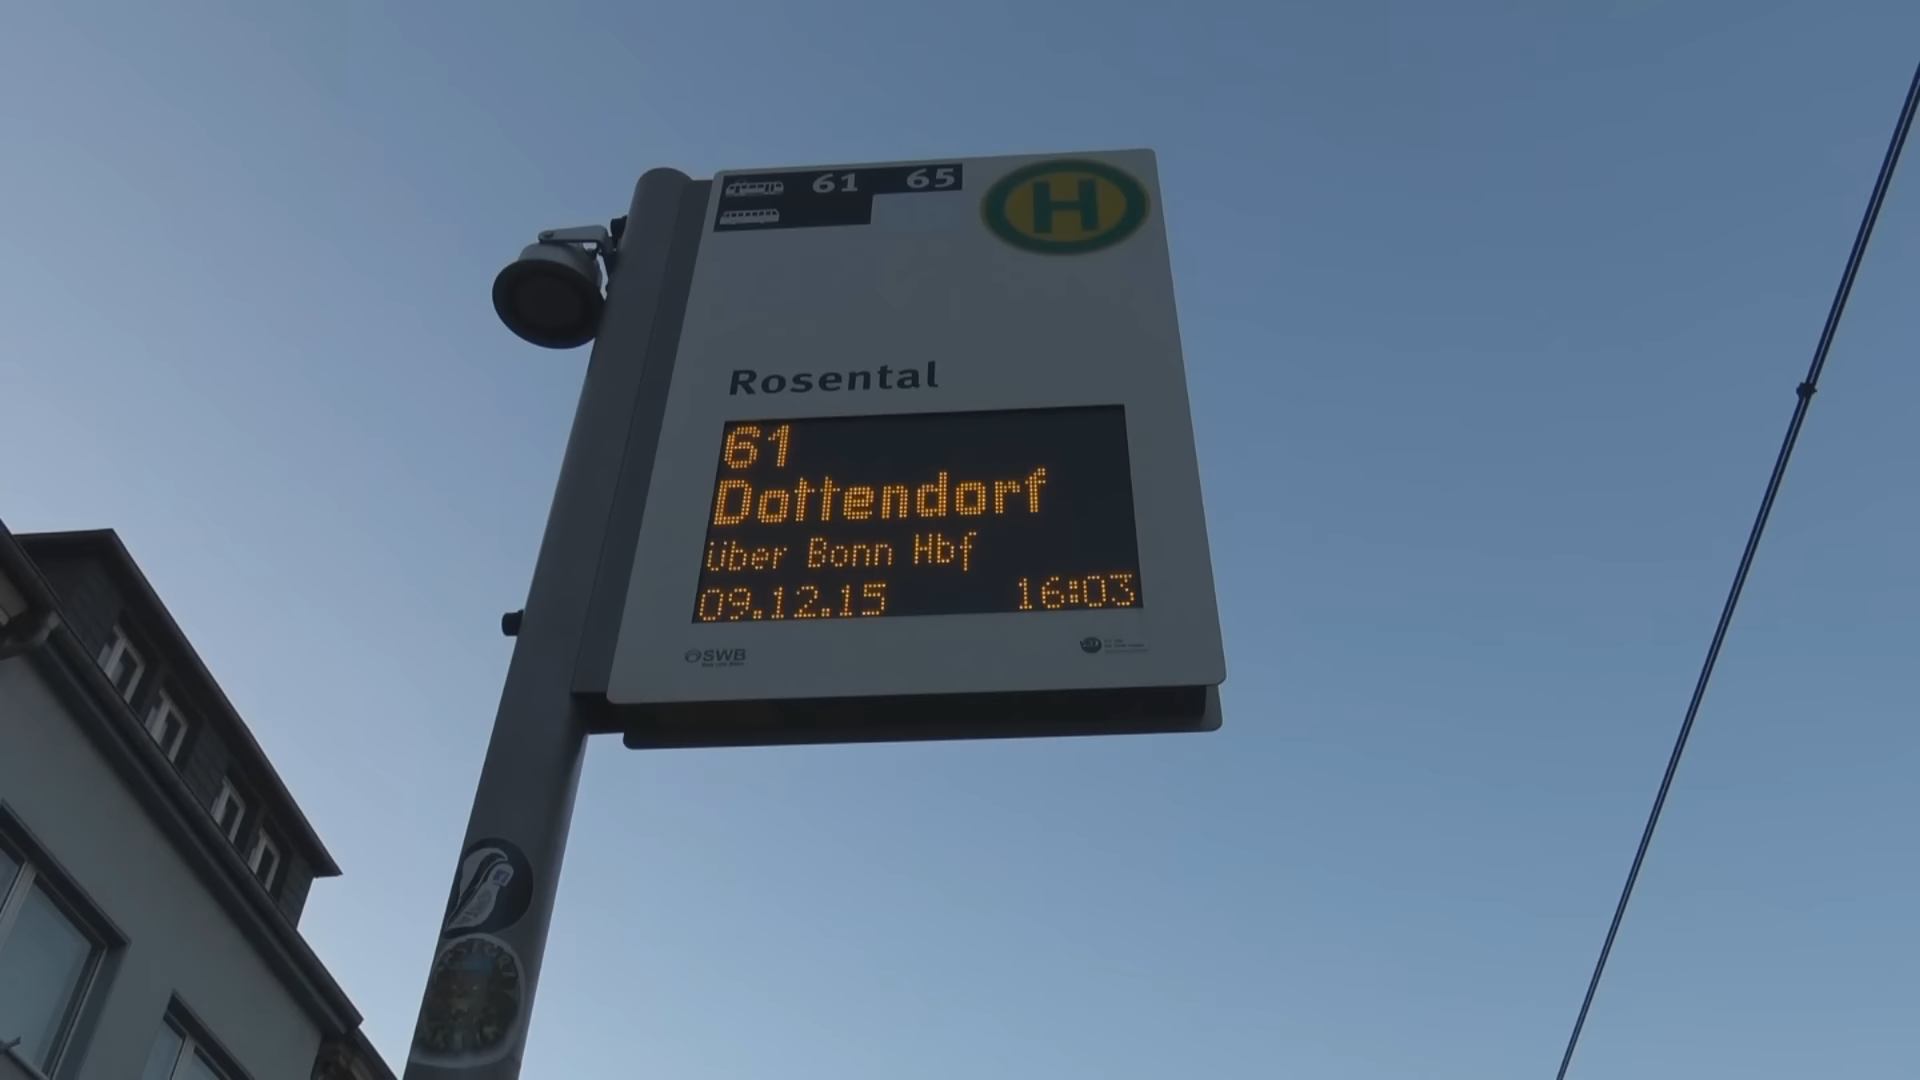 61 65
H
Rosental
61
Dottendorf
über Bonn Hbf
09.12.15 16:03
SWB